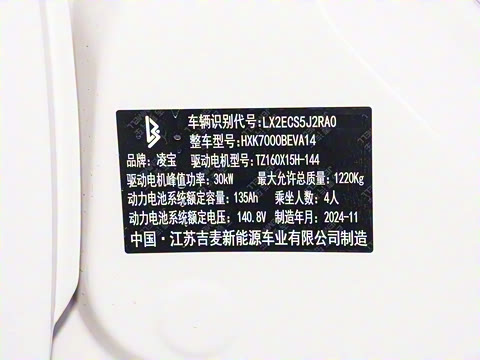 车辆识别代号:LX2ECS5J2RA0
整车型号:HXK7000BEVA14
品牌:凌宝 驱动电机型号:TZ160X15H-144
驱动电机峰值功率:30kW 最大允许总质量:1220Kg
动力电池系统额定容量:135Ah 乘坐人数:4人
动力电池系统额定电压:140.8V 制造年月:2024-11
中国·江苏吉麦新能源车业有限公司制造